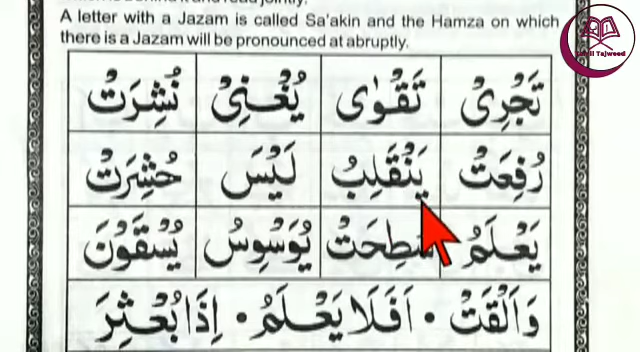 A letter with a Jazam is called Sa'akin and the Hamza on which
there is a Jazam will be pronounced at abruptly.
تَجْرِىْ تَقْوٰى يُغْنِىْ نُشِرَتْ
رُفِعَتْ يَنْقَلِبُ لَيْسَ حُشِرَتْ
يَعْلَمُ سُطِحَتْ يُوَسْوِسُ يُسْقَوْنَ
وَاَلْقَتْ • اَفَلَا يَعْلَمُ • اِذَا بُعْثِرَ